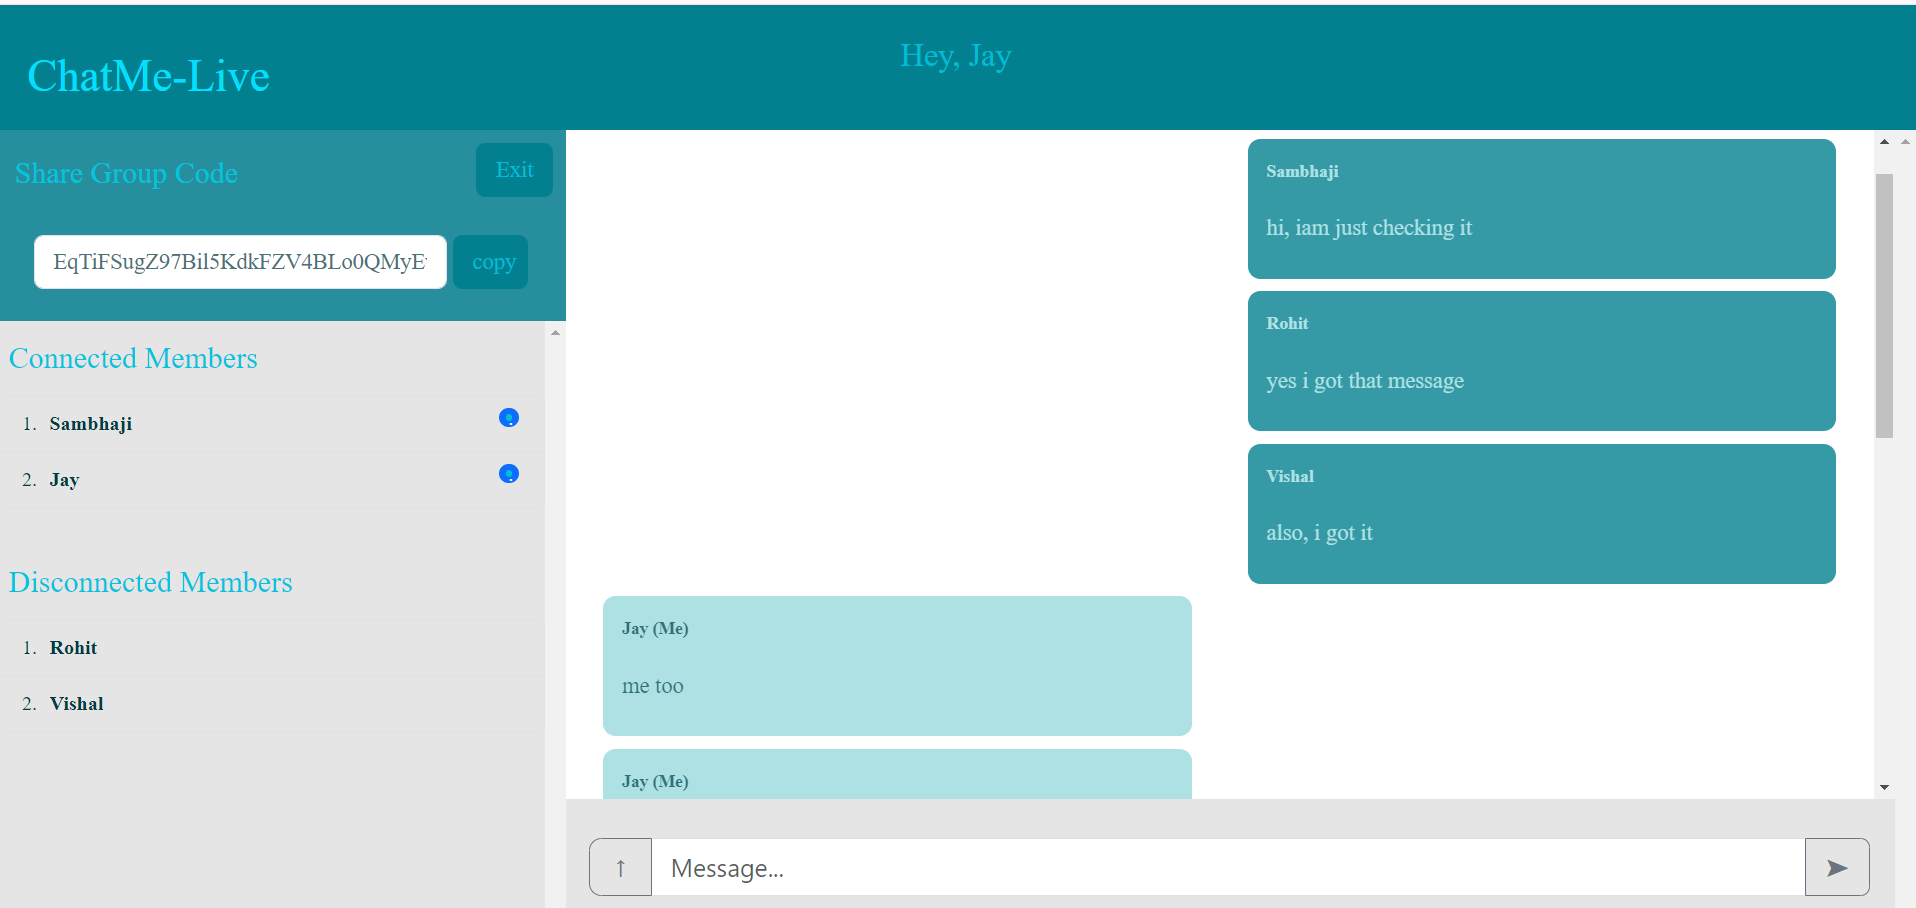 ChatMe-Live
Hey, Jay
Share Group Code
Exit
copy
Connected Members
1. Sambhaji
2. Jay
Disconnected Members
1. Rohit
2. Vishal
Sambhaji
hi, iam just checking it
Rohit
yes i got that message
Vishal
also, i got it
Jay (Me)
me too
Jay (Me)
↑
Message...
➤